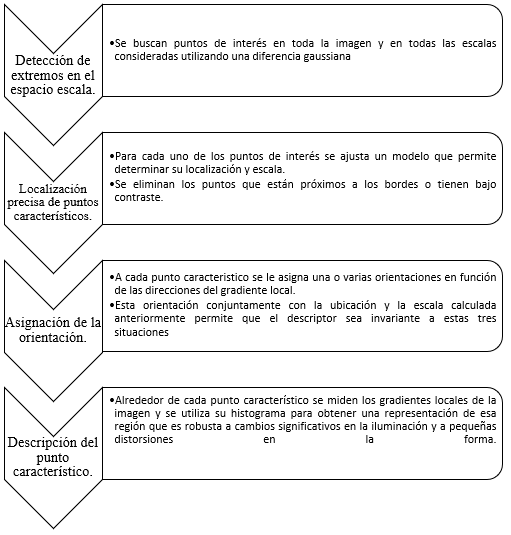 Detección de
extremos en el
espacio escala.
•Se buscan puntos de interés en toda la imagen y en todas las escalas
consideradas utilizando una diferencia gaussiana
Localización
precisa de puntos
característicos.
•Para cada uno de los puntos de interés se ajusta un modelo que permite
determinar su localización y escala.
•Se eliminan los puntos que están próximos a los bordes o tienen bajo
contraste.
Asignación de la
orientación.
•A cada punto caracteristico se le asigna una o varias orientaciones en función
de las direcciones del gradiente local.
•Esta orientación conjuntamente con la ubicación y la escala calculada
anteriormente permite que el descriptor sea invariante a estas tres
situaciones
Descripción del
punto
característico.
•Alrededor de cada punto característico se miden los gradientes locales de la
imagen y se utiliza su histograma para obtener una representación de esa
región que es robusta a cambios significativos en la iluminación y a pequeñas
distorsiones en la forma.